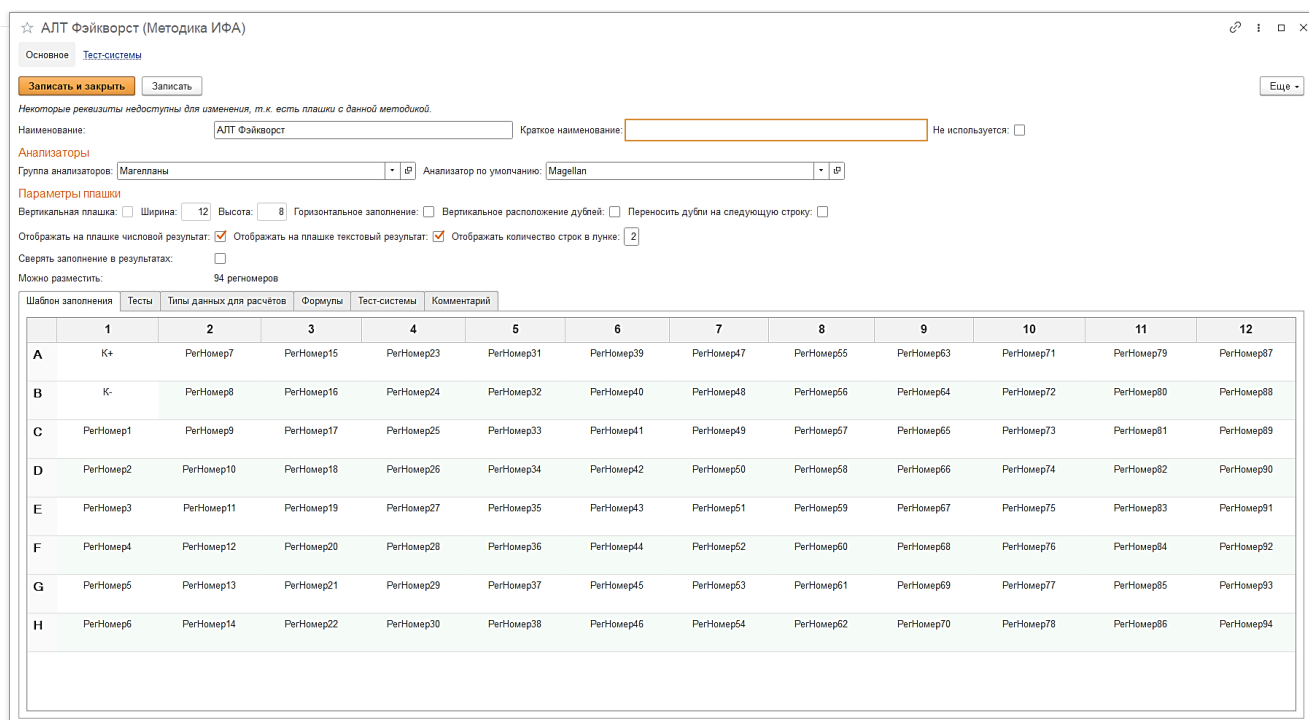 АЛТ Фэйкворст (Методика ИФА)
Основное Тест-системы
Записать и закрыть Записать Еще
Некоторые реквизиты недоступны для изменения, т.к. есть плашки с данной методикой.
Наименование: АЛТ Фэйкворст Краткое наименование: Не используется:
Анализаторы
Группа анализаторов: Магелланы Анализатор по умолчанию: Magellan
Параметры плашки
Вертикальная плашка: Ширина: 12 Высота: 8 Горизонтальное заполнение: Вертикальное расположение дублей: Переносить дубли на следующую строку:
Отображать на плашке числовой результат: Отображать на плашке текстовый результат: Отображать количество строк в лунке: 2
Сверять заполнение в результатах:
Можно разместить: 94 регномеров
Шаблон заполнения Тесты Типы данных для расчётов Формулы Тест-системы Комментарий
1 2 3 4 5 6 7 8 9 10 11 12
A К+ РегНомер7 РегНомер15 РегНомер23 РегНомер31 РегНомер39 РегНомер47 РегНомер55 РегНомер63 РегНомер71 РегНомер79 РегНомер87
B К- РегНомер8 РегНомер16 РегНомер24 РегНомер32 РегНомер40 РегНомер48 РегНомер56 РегНомер64 РегНомер72 РегНомер80 РегНомер88
C РегНомер1 РегНомер9 РегНомер17 РегНомер25 РегНомер33 РегНомер41 РегНомер49 РегНомер57 РегНомер65 РегНомер73 РегНомер81 РегНомер89
D РегНомер2 РегНомер10 РегНомер18 РегНомер26 РегНомер34 РегНомер42 РегНомер50 РегНомер58 РегНомер66 РегНомер74 РегНомер82 РегНомер90
E РегНомер3 РегНомер11 РегНомер19 РегНомер27 РегНомер35 РегНомер43 РегНомер51 РегНомер59 РегНомер67 РегНомер75 РегНомер83 РегНомер91
F РегНомер4 РегНомер12 РегНомер20 РегНомер28 РегНомер36 РегНомер44 РегНомер52 РегНомер60 РегНомер68 РегНомер76 РегНомер84 РегНомер92
G РегНомер5 РегНомер13 РегНомер21 РегНомер29 РегНомер37 РегНомер45 РегНомер53 РегНомер61 РегНомер69 РегНомер77 РегНомер85 РегНомер93
H РегНомер6 РегНомер14 РегНомер22 РегНомер30 РегНомер38 РегНомер46 РегНомер54 РегНомер62 РегНомер70 РегНомер78 РегНомер86 РегНомер94